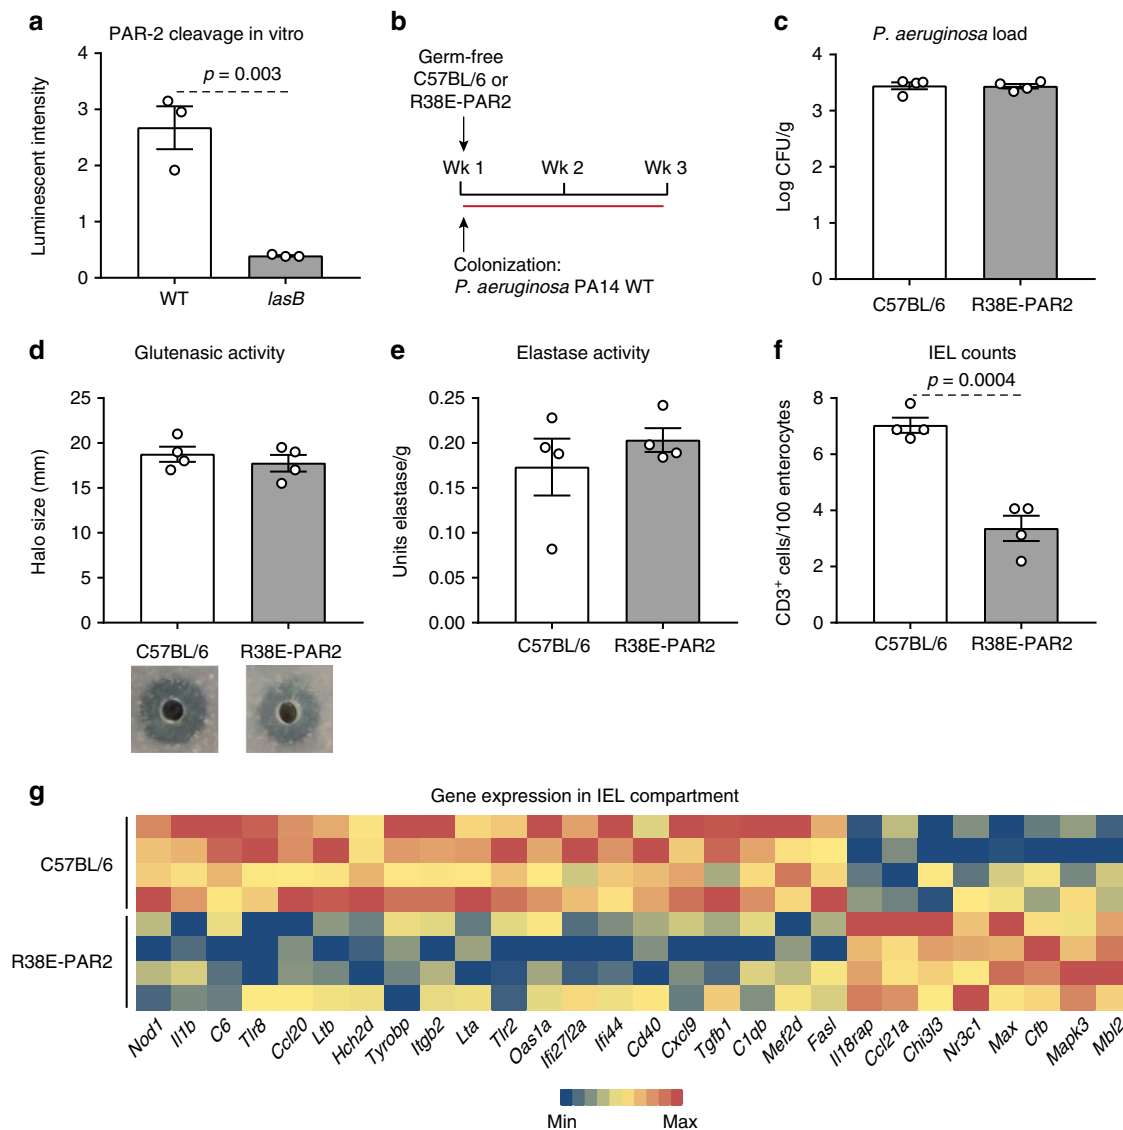 a
PAR-2 cleavage in vitro
p = 0.003
Luminescent intensity
4
3
2
1
0
WT
lasB
b
Germ-free
C57BL/6 or
R38E-PAR2
Wk 1
Wk 2
Wk 3
Colonization:
P. aeruginosa PA14 WT
c
P. aeruginosa load
Log CFU/g
4
3
2
1
0
C57BL/6
R38E-PAR2
d
Glutenasic activity
Halo size (mm)
25
20
15
10
5
0
C57BL/6
R38E-PAR2
e
Elastase activity
Units elastase/g
0.25
0.20
0.15
0.10
0.05
0.00
C57BL/6
R38E-PAR2
f
IEL counts
p = 0.0004
CD3+ cells/100 enterocytes
8
6
4
2
0
C57BL/6
R38E-PAR2
g
Gene expression in IEL compartment
C57BL/6
R38E-PAR2
Nod1
Il1b
C6
Tlr8
Ccl20
Ltb
Hch2d
Tyrobp
Itgb2
Lta
Tlr2
Oas1a
Ifi27l2a
Ifi44
Cd40
Cxcl9
Tgfb1
C1qb
Mef2d
Fasl
Il18rap
Ccl21a
Chi3l3
Nr3c1
Max
Cfb
Mapk3
Mbl2
Min
Max